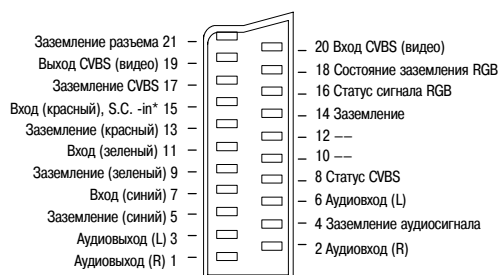 Заземление разъема 21
Выход CVBS (видео) 19
Заземление CVBS 17
Вход (красный), S.C. -in* 15
Заземление (красный) 13
Вход (зеленый) 11
Заземление (зеленый) 9
Вход (синий) 7
Заземление (синий) 5
Аудиовыход (L) 3
Аудиовыход (R) 1
20 Вход CVBS (видео)
18 Состояние заземления RGB
16 Статус сигнала RGB
14 Заземление
12 --
10 --
8 Статус CVBS
6 Аудиовход (L)
4 Заземление аудиосигнала
2 Аудиовход (R)